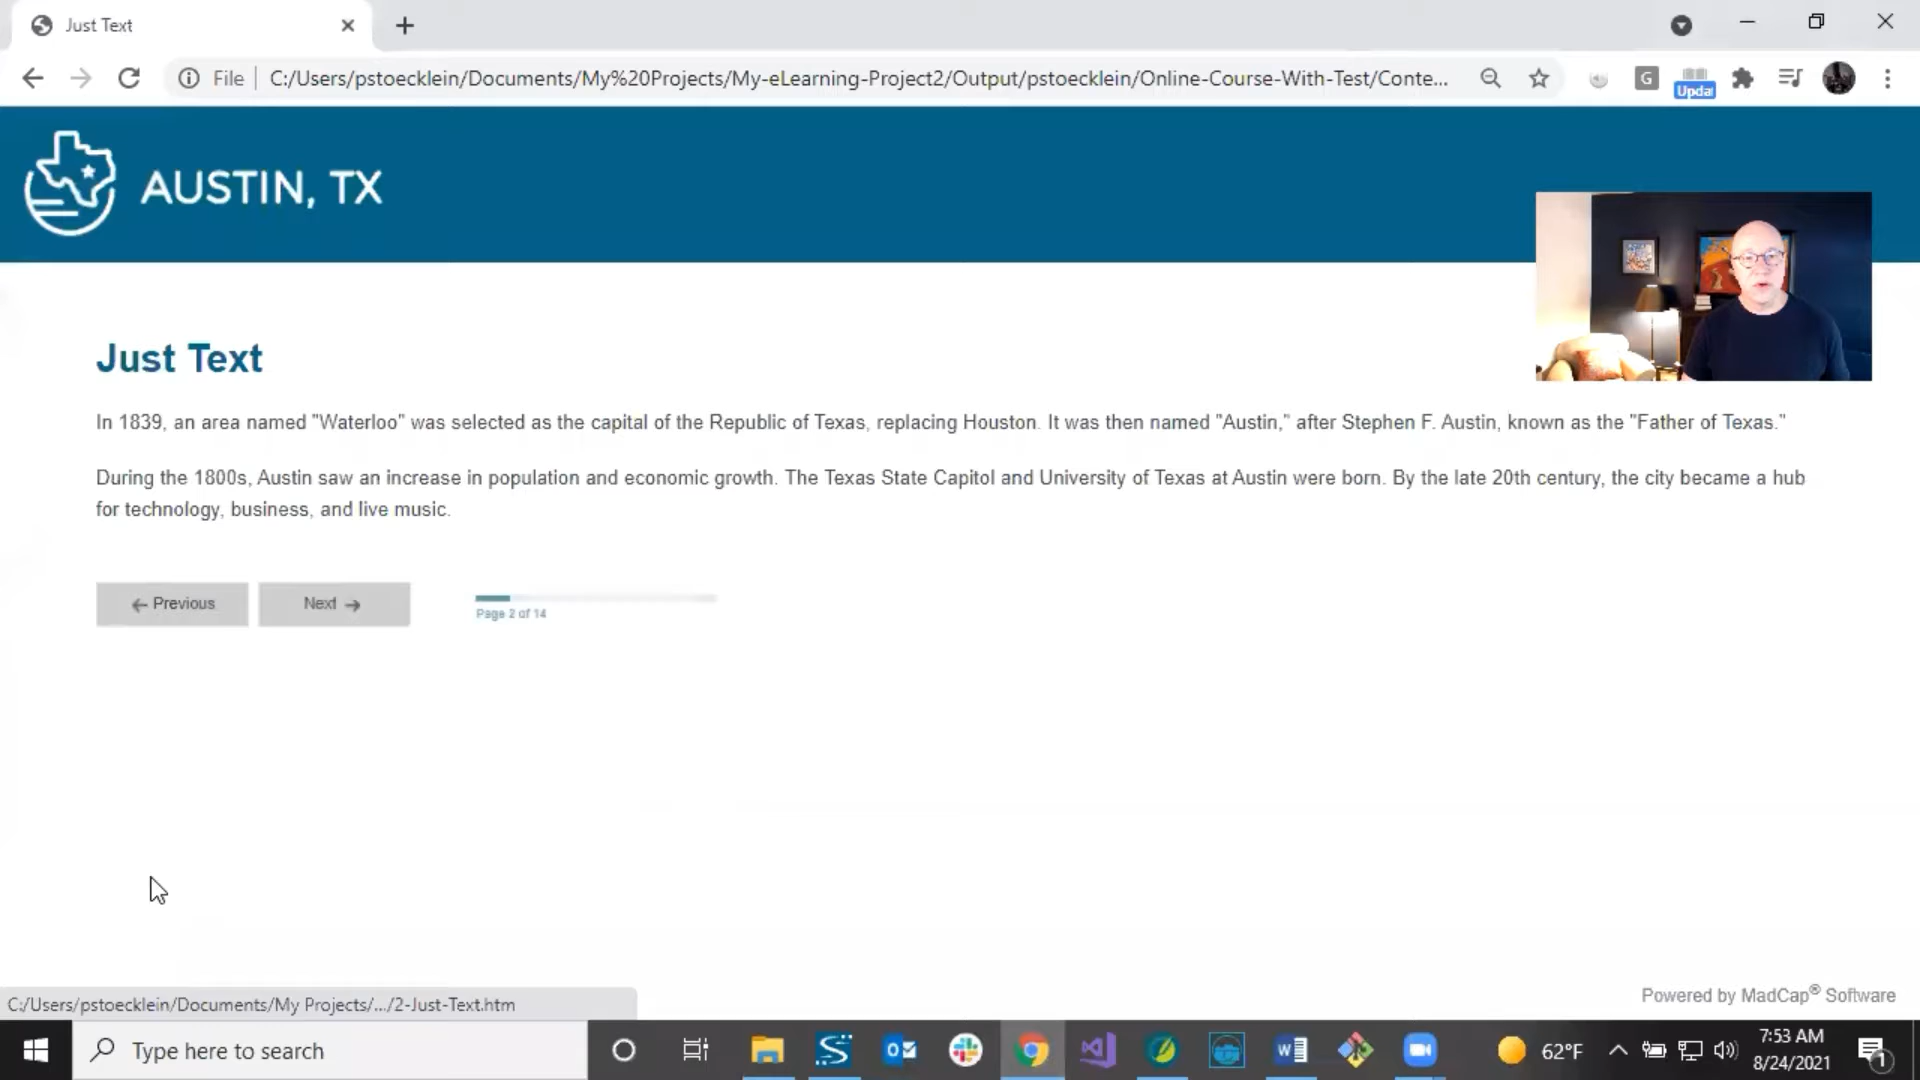 Just Text
File
C:/Users/pstoecklein/Documents/My%20Projects/My-eLearning-Project2/Output/pstoecklein/Online-Course-With-Test/Conte...
G
Updat
AUSTIN, TX
Just Text
In 1839, an area named "Waterloo" was selected as the capital of the Republic of Texas, replacing Houston. It was then named "Austin," after Stephen F. Austin, known as the "Father of Texas."
During the 1800s, Austin saw an increase in population and economic growth. The Texas State Capitol and University of Texas at Austin were born. By the late 20th century, the city became a hub
for technology, business, and live music.
← Previous
Next →
Page 2 of 14
Powered by MadCap® Software
C:/Users/pstoecklein/Documents/My Projects/.../2-Just-Text.htm
Type here to search
62°F
7:53 AM
8/24/2021
1